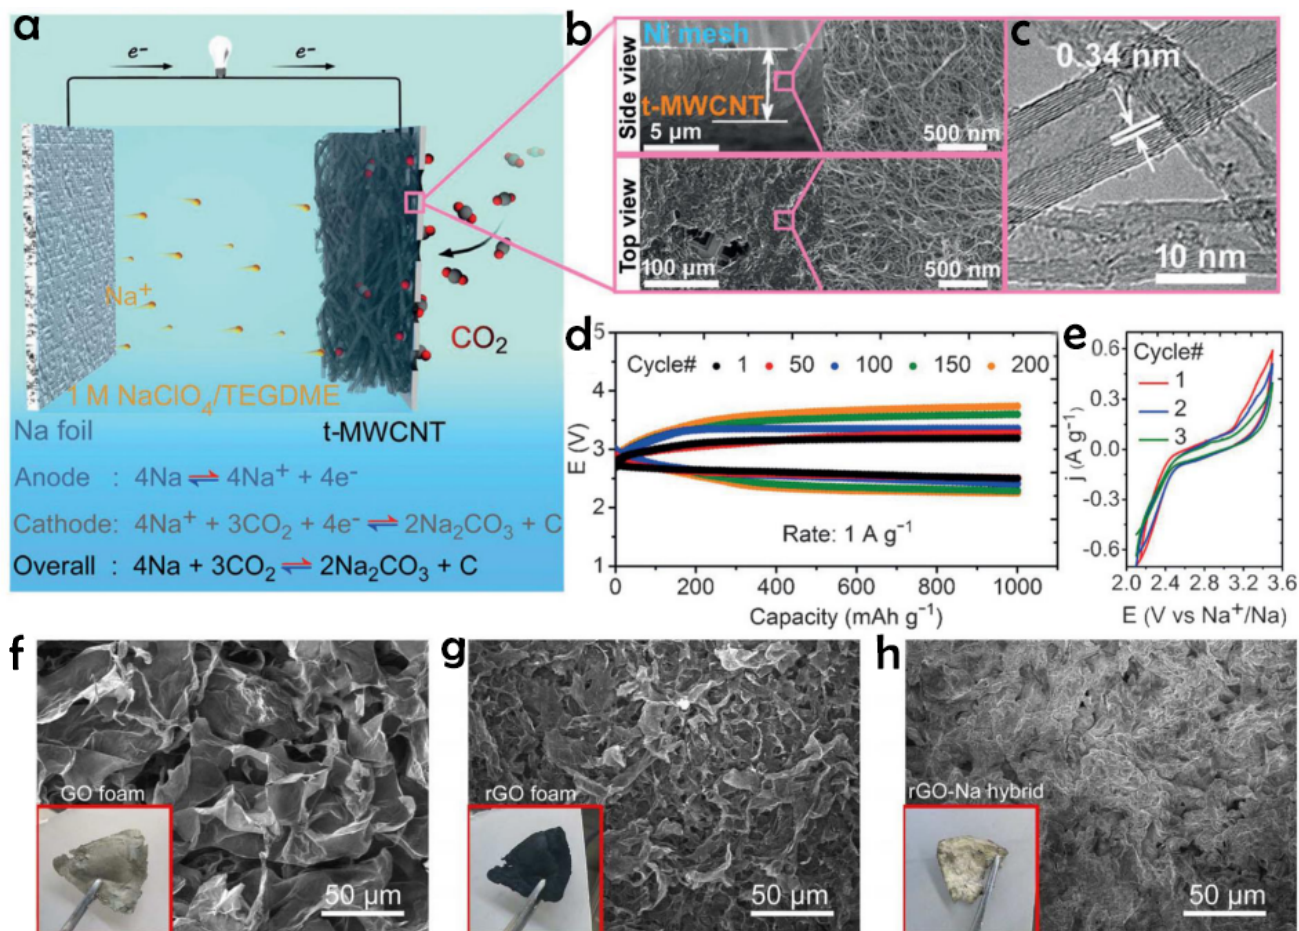 a
e-
e-
Na+
CO2
1 M NaClO4/TEGDME
Na foil
t-MWCNT
Anode : 4Na ⇌ 4Na+ + 4e-
Cathode: 4Na+ + 3CO2 + 4e- ⇌ 2Na2CO3 + C
Overall : 4Na + 3CO2 ⇌ 2Na2CO3 + C
b
Side view
Ni mesh
t-MWCNT
5 µm
500 nm
Top view
100 µm
500 nm
c
0.34 nm
10 nm
d
Cycle# 1 50 100 150 200
E (V)
5
4
3
2
1
Rate: 1 A g−1
0 200 400 600 800 1000
Capacity (mAh g−1)
e
Cycle#
1
2
3
j (A g−1)
0.6
0.3
0.0
-0.3
-0.6
2.0 2.4 2.8 3.2 3.6
E (V vs Na+/Na)
f
GO foam
50 µm
g
rGO foam
50 µm
h
rGO-Na hybrid
50 µm